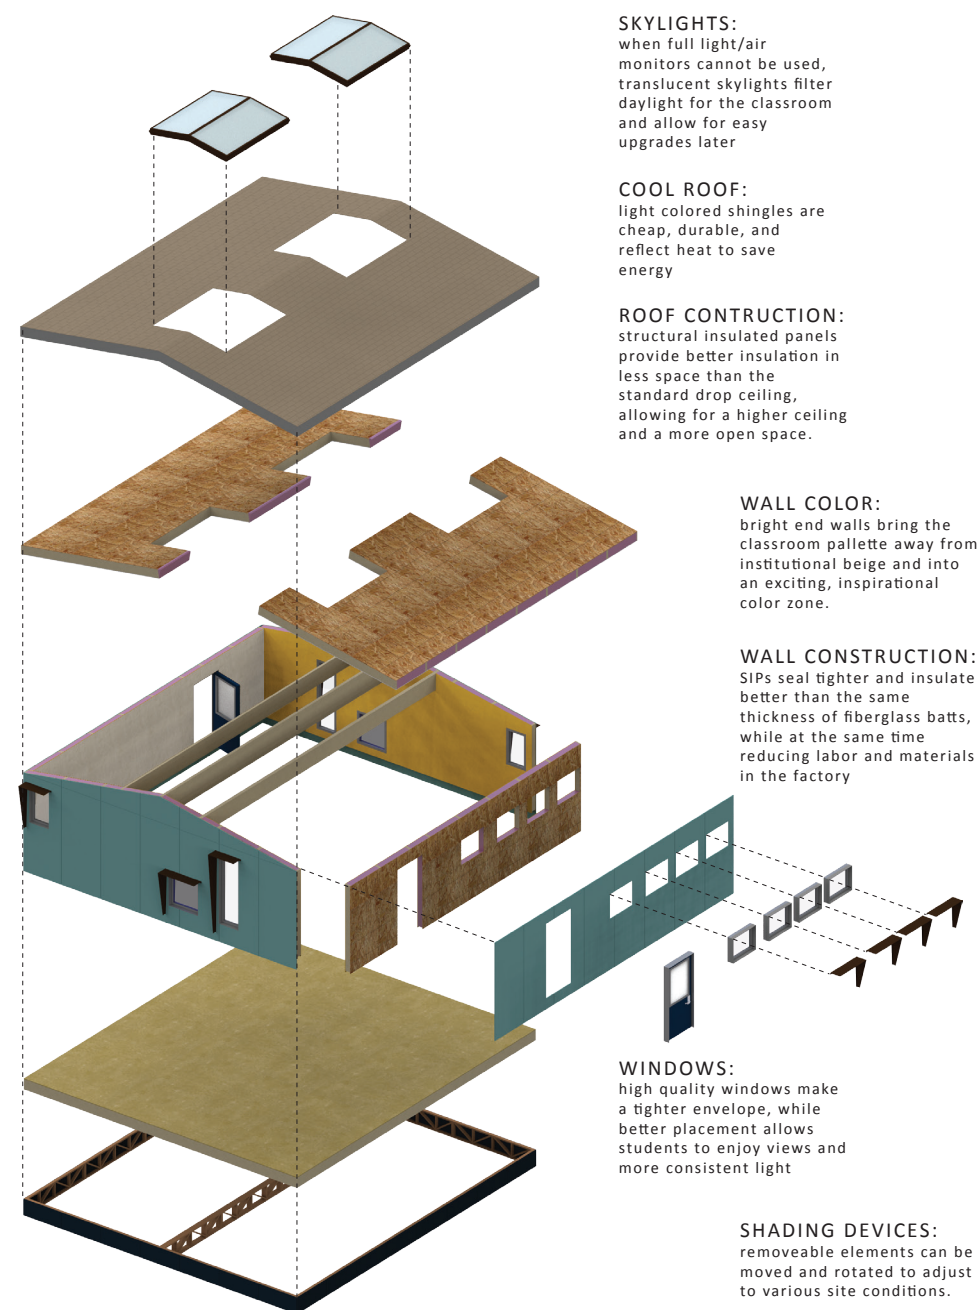 SKYLIGHTS:
when full light/air
monitors cannot be used,
translucent skylights filter
daylight for the classroom
and allow for easy
upgrades later
COOL ROOF:
light colored shingles are
cheap, durable, and
reflect heat to save
energy
ROOF CONTRUCTION:
structural insulated panels
provide better insulation in
less space than the
standard drop ceiling,
allowing for a higher ceiling
and a more open space.
WALL COLOR:
bright end walls bring the
classroom pallette away from
institutional beige and into
an exciting, inspirational
color zone.
WALL CONSTRUCTION:
SIPs seal tighter and insulate
better than the same
thickness of fiberglass batts,
while at the same time
reducing labor and materials
in the factory
WINDOWS:
high quality windows make
a tighter envelope, while
better placement allows
students to enjoy views and
more consistent light
SHADING DEVICES:
removeable elements can be
moved and rotated to adjust
to various site conditions.